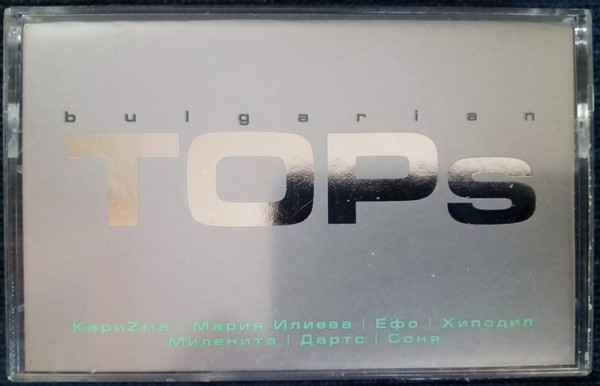 bulgarian
TOPs
КариZма | Мария Илиева | Ефо | Хиподил
Миленита | Дартс | Соня